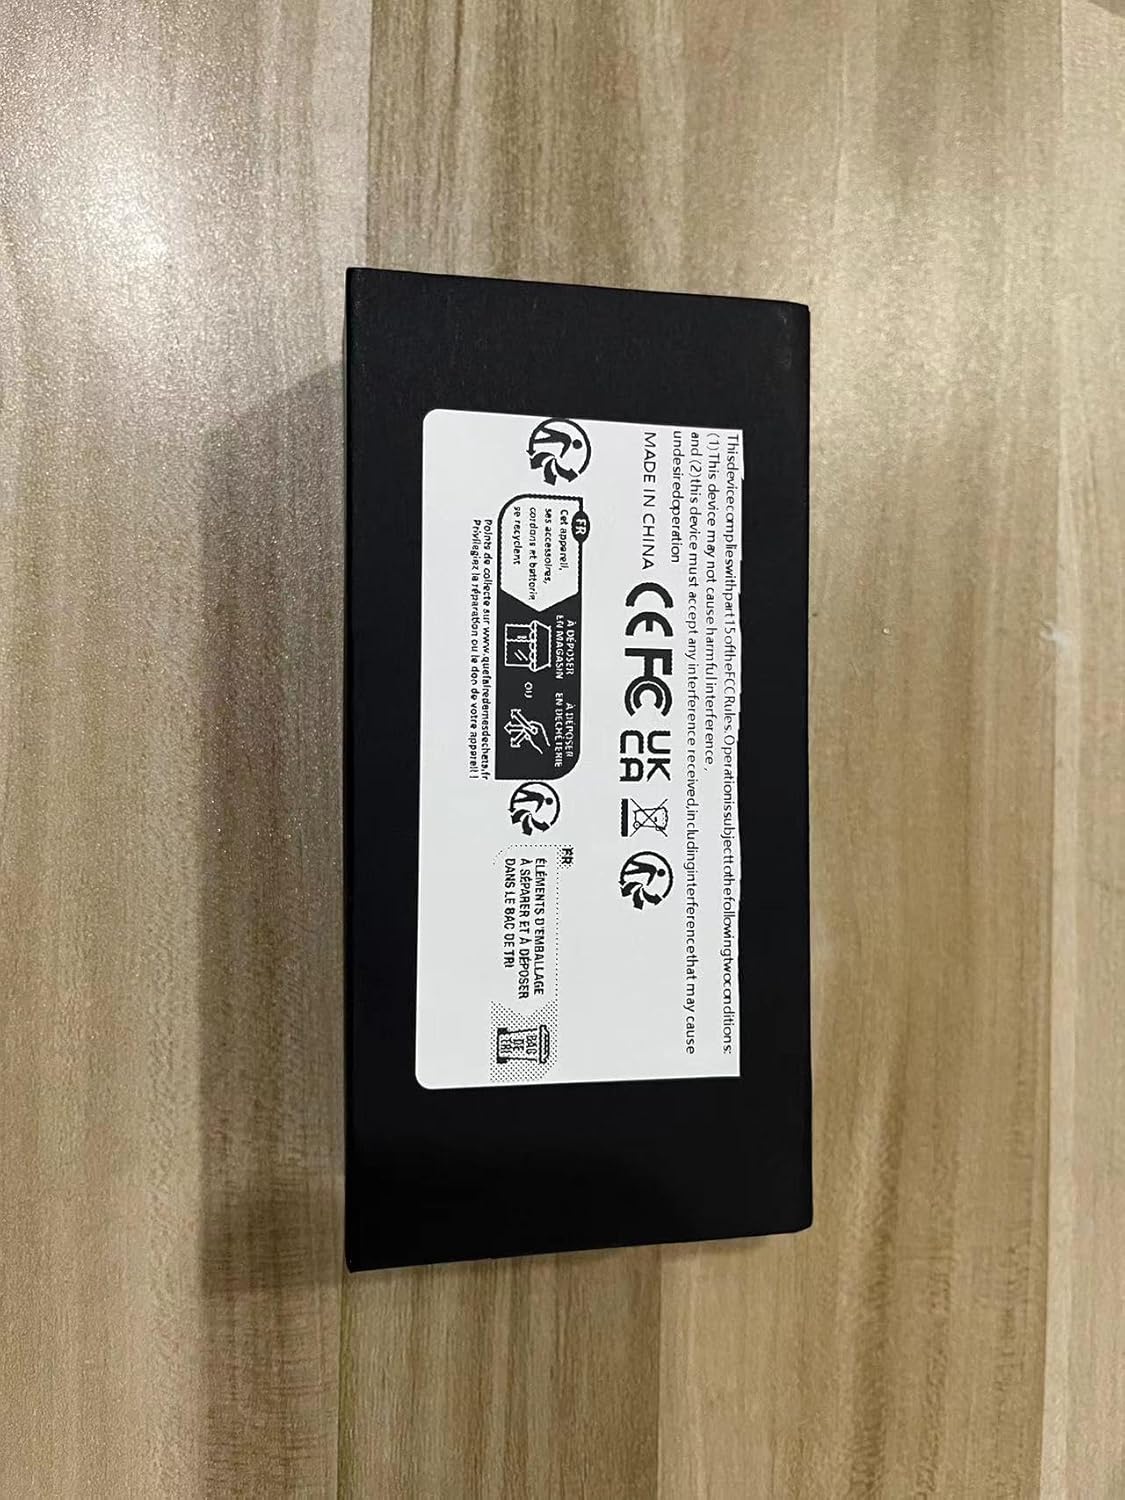 Thisdevicecomplieswithpart15oftheFCCRules.Operationissubjecttothefollowingtwoconditions:
(1)This device may not cause harmful interference,
and (2)this device must accept any interference received,includinginterferencethat may cause
undesiredoperation
MADE IN CHINA CE FC UK
CA
FR
Cet appareil,
ses accessoires,
cordons et batterie
se recyclent
À DÉPOSER
EN MAGASIN
OU
À DÉPOSER
EN DÉCHÈTERIE
Points de collecte sur www.quefairedemesdechets.fr
Privilégiez la réparation ou le don de votre appareil !
FR
ÉLÉMENTS D'EMBALLAGE
À SÉPARER ET À DÉPOSER
DANS LE BAC DE TRI
BAC
DE
TRI